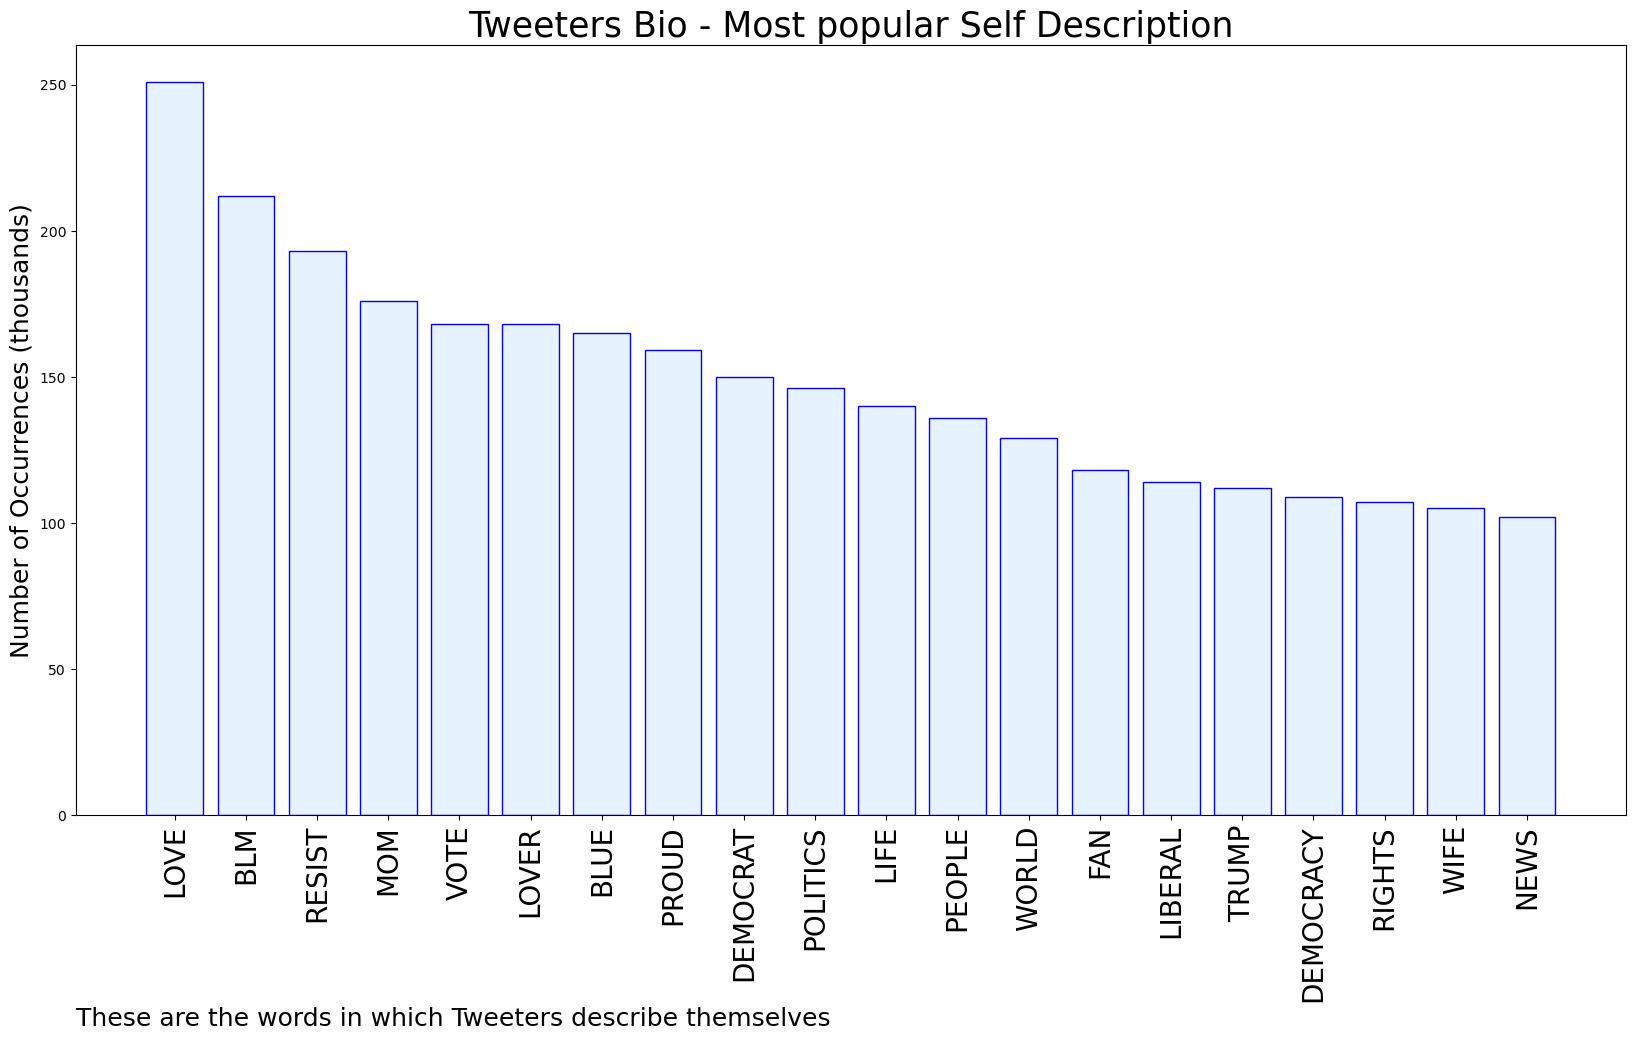 Tweeters Bio - Most popular Self Description
Number of Occurrences (thousands)
250
200
150
100
50
0
LOVE
BLM
RESIST
MOM
VOTE
LOVER
BLUE
PROUD
DEMOCRAT
POLITICS
LIFE
PEOPLE
WORLD
FAN
LIBERAL
TRUMP
DEMOCRACY
RIGHTS
WIFE
NEWS
These are the words in which Tweeters describe themselves